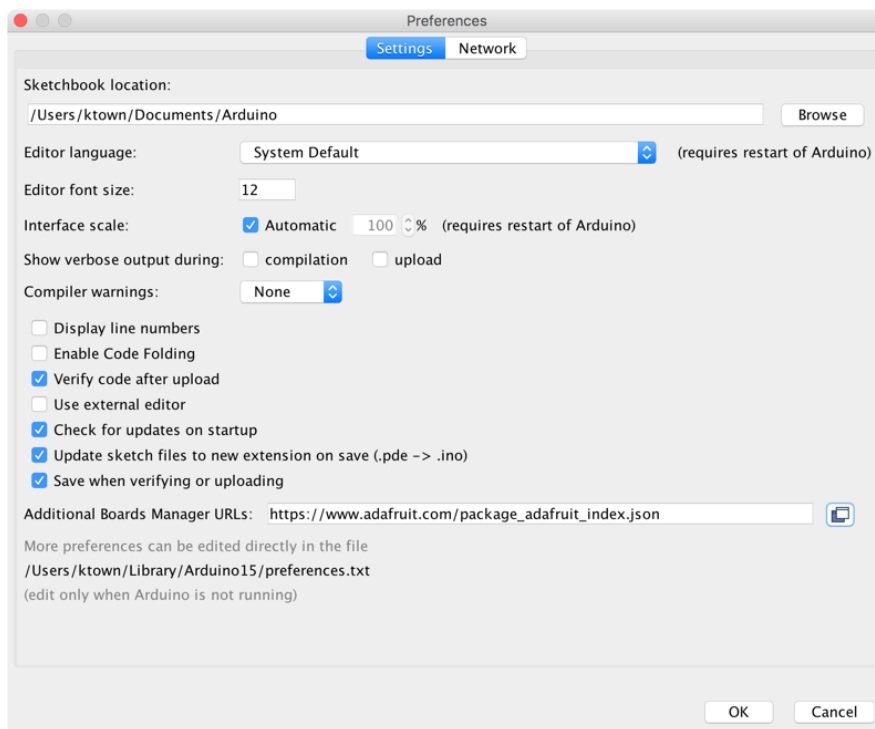 Preferences
Settings Network
Sketchbook location:
/Users/ktown/Documents/Arduino Browse
Editor language: System Default (requires restart of Arduino)
Editor font size: 12
Interface scale: Automatic 100 % (requires restart of Arduino)
Show verbose output during: compilation upload
Compiler warnings: None
Display line numbers
Enable Code Folding
Verify code after upload
Use external editor
Check for updates on startup
Update sketch files to new extension on save (.pde -> .ino)
Save when verifying or uploading
Additional Boards Manager URLs: https://www.adafruit.com/package_adafruit_index.json
More preferences can be edited directly in the file
/Users/ktown/Library/Arduino15/preferences.txt
(edit only when Arduino is not running)
OK Cancel